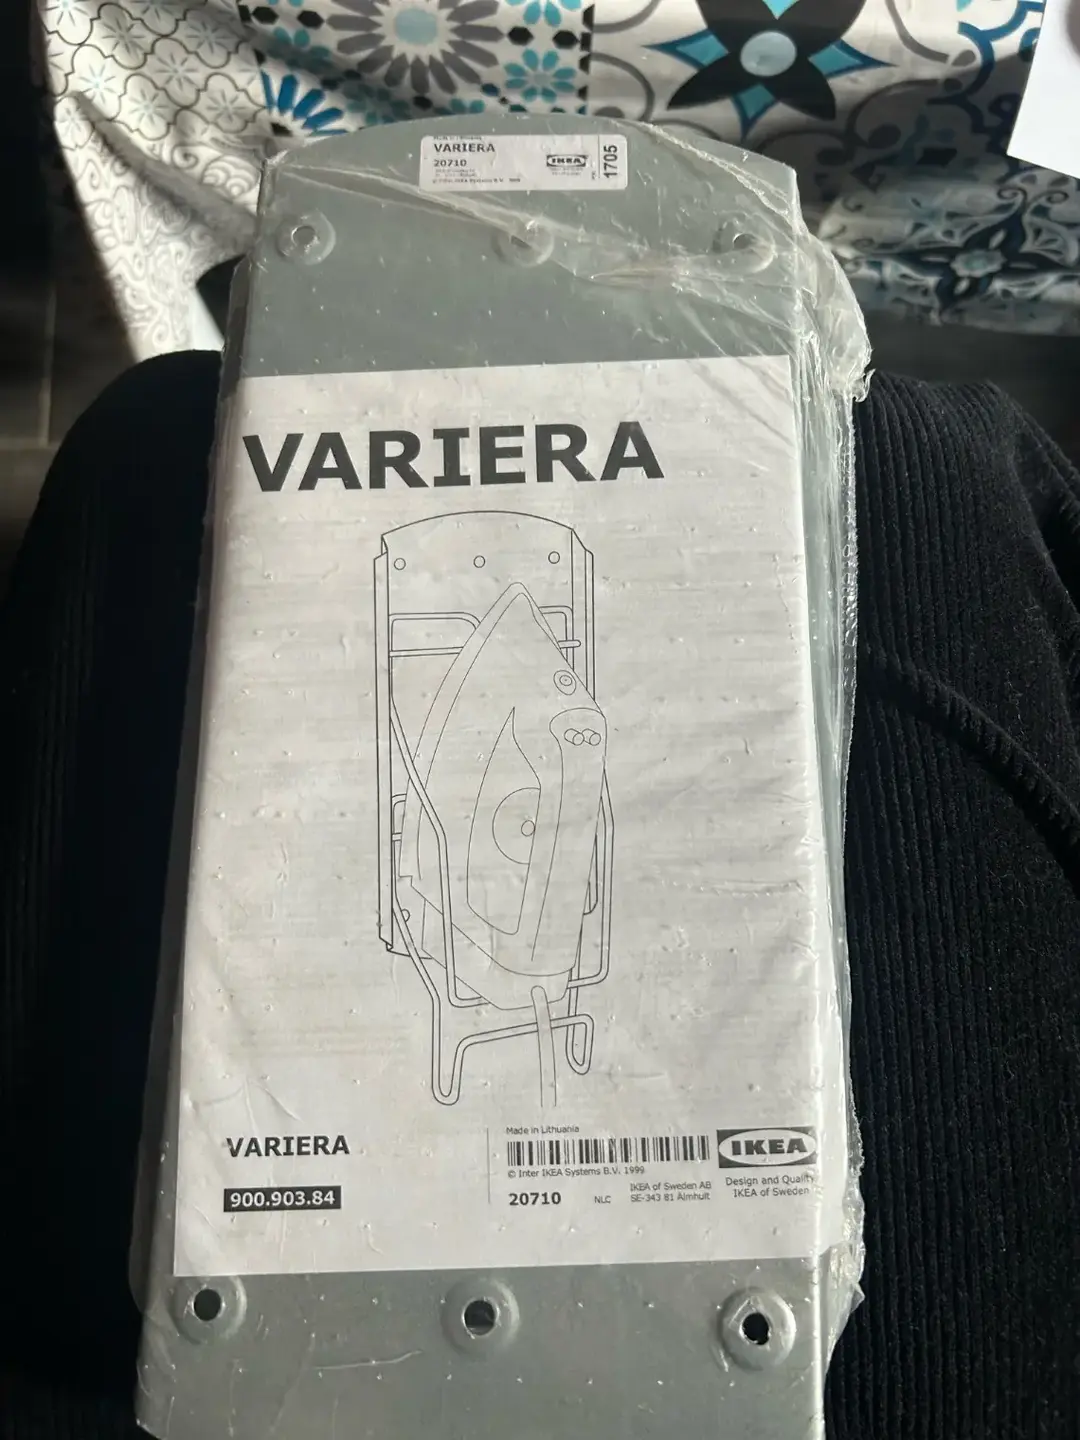 VARIERA
20710
IKEA
1705
VARIERA
VARIERA
900.903.84
Made in Lithuania
© Inter IKEA Systems B.V. 1999
20710
NLC
IKEA of Sweden AB
SE-343 81 Älmhult
IKEA
Design and Quality
IKEA of Sweden